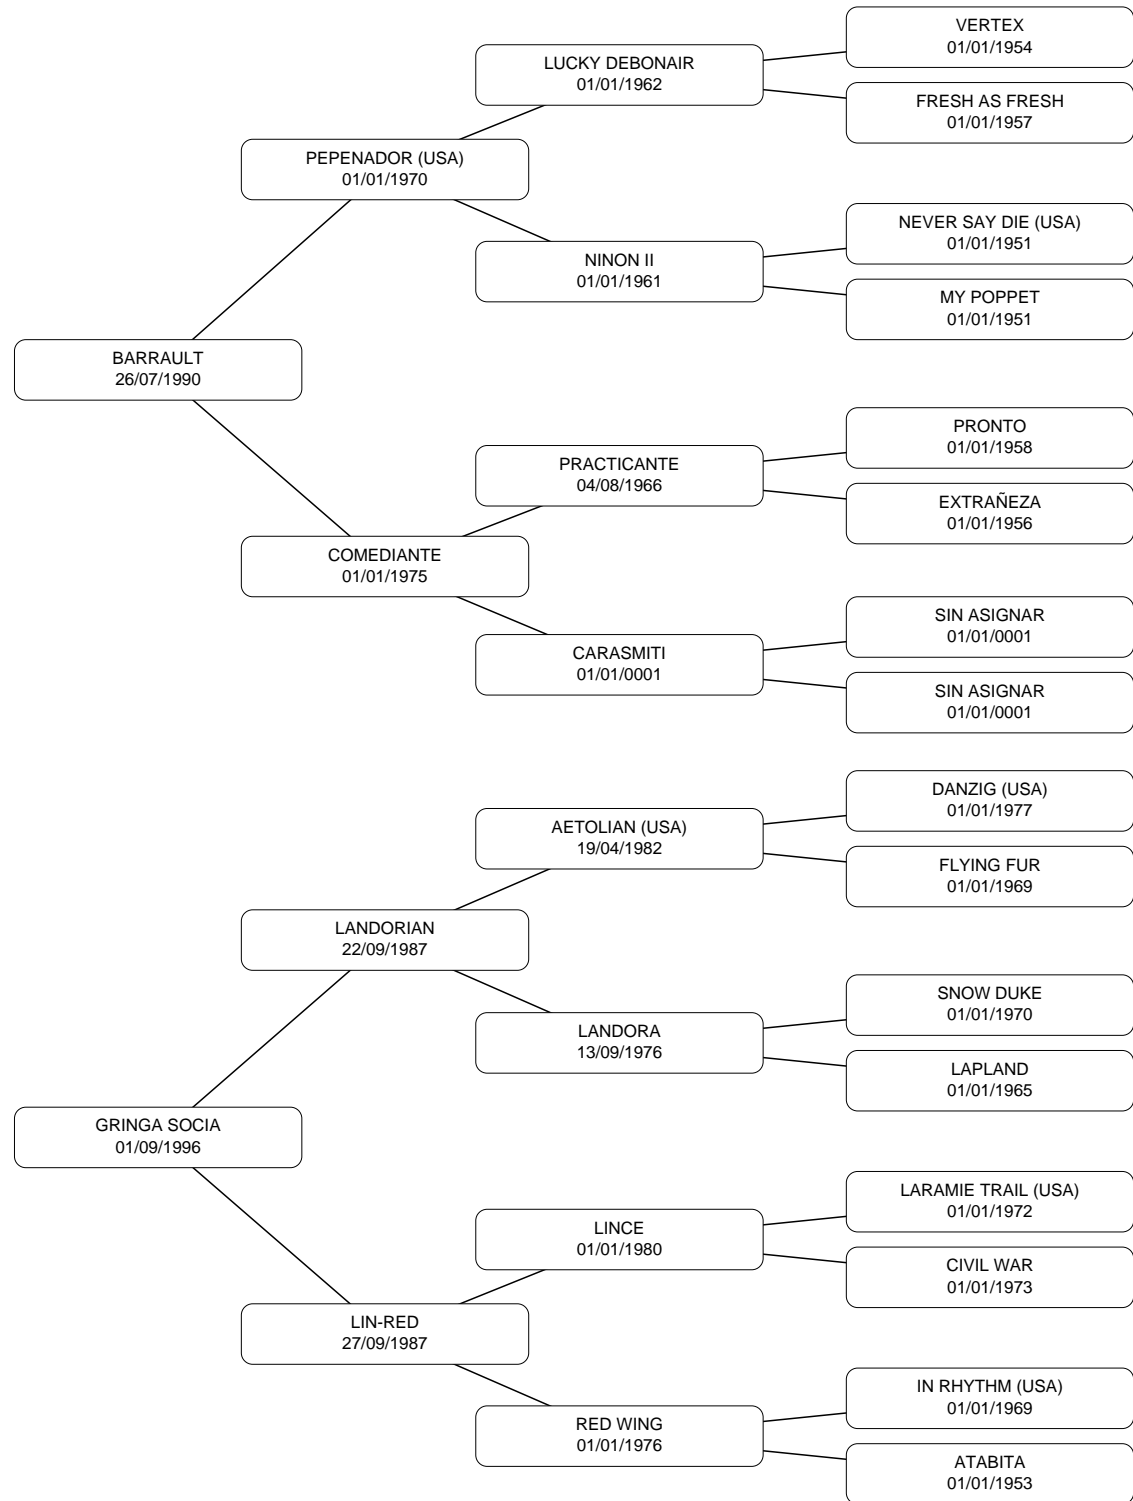 VERTEX
01/01/1954
LUCKY DEBONAIR
01/01/1962
FRESH AS FRESH
01/01/1957
PEPENADOR (USA)
01/01/1970
NEVER SAY DIE (USA)
01/01/1951
NINON II
01/01/1961
MY POPPET
01/01/1951
BARRAULT
26/07/1990
PRONTO
01/01/1958
PRACTICANTE
04/08/1966
EXTRAÑEZA
01/01/1956
COMEDIANTE
01/01/1975
SIN ASIGNAR
01/01/0001
CARASMITI
01/01/0001
SIN ASIGNAR
01/01/0001
DANZIG (USA)
01/01/1977
AETOLIAN (USA)
19/04/1982
FLYING FUR
01/01/1969
LANDORIAN
22/09/1987
SNOW DUKE
01/01/1970
LANDORA
13/09/1976
LAPLAND
01/01/1965
GRINGA SOCIA
01/09/1996
LARAMIE TRAIL (USA)
01/01/1972
LINCE
01/01/1980
CIVIL WAR
01/01/1973
LIN-RED
27/09/1987
IN RHYTHM (USA)
01/01/1969
RED WING
01/01/1976
ATABITA
01/01/1953